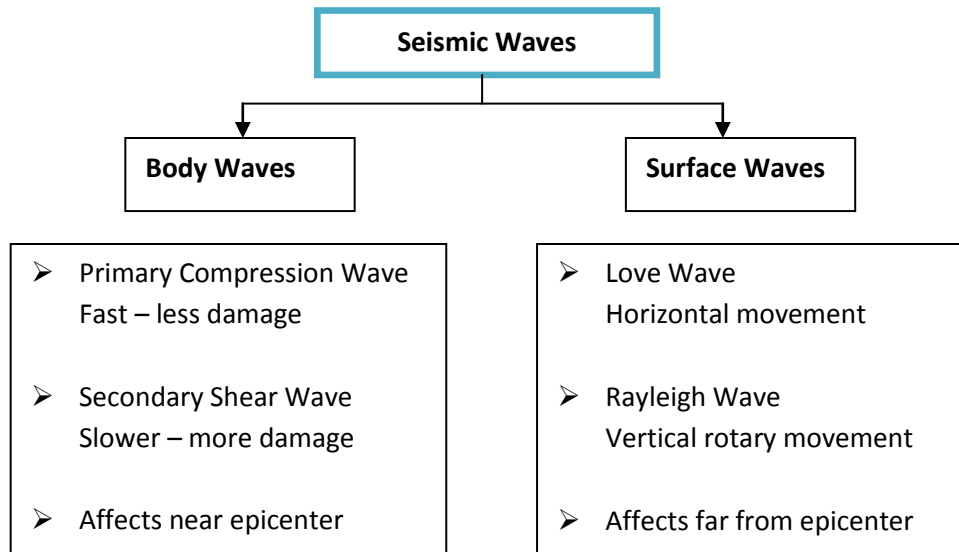 Seismic Waves
Body Waves
Surface Waves
➢ Primary Compression Wave
Fast – less damage
➢ Secondary Shear Wave
Slower – more damage
➢ Affects near epicenter
➢ Love Wave
Horizontal movement
➢ Rayleigh Wave
Vertical rotary movement
➢ Affects far from epicenter